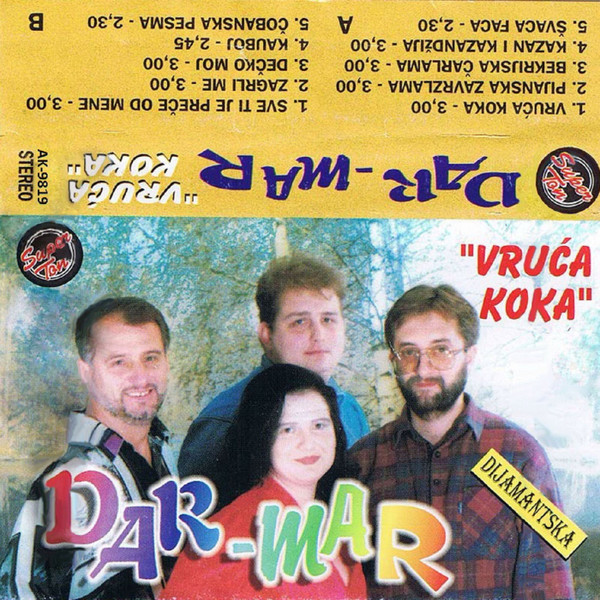 1. VRUĆA KOKA - 3,00
2. PIJANSKA ZAVRZLAMA - 3,00
3. BEKRIJSKA ČARLAMA - 3,00
4. KAZAN I KAZANDžIJA - 3,00
5. ŠVACA FACA - 2,30
A
1. SVE TI JE PREČE OD MENE - 3,00
2. ZAGRLI ME - 3,00
3. DEČKO MOJ - 3,00
4. KAUBOJ - 2,45
5. ČOBANSKA PESMA - 2,30
B
Super
Ton
DAR-MAR
"VRUĆA
KOKA"
AK-9819
STEREO
"VRUĆA
KOKA"
DIJAMANTSKA
DAR-MAR
Super
Ton